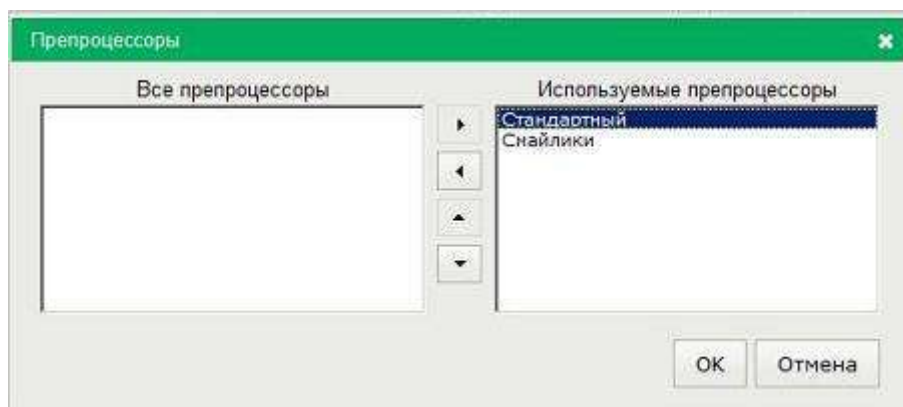 Препроцессоры
Все препроцессоры
Используемые препроцессоры
Стандартный
Смайлики
OK
Отмена